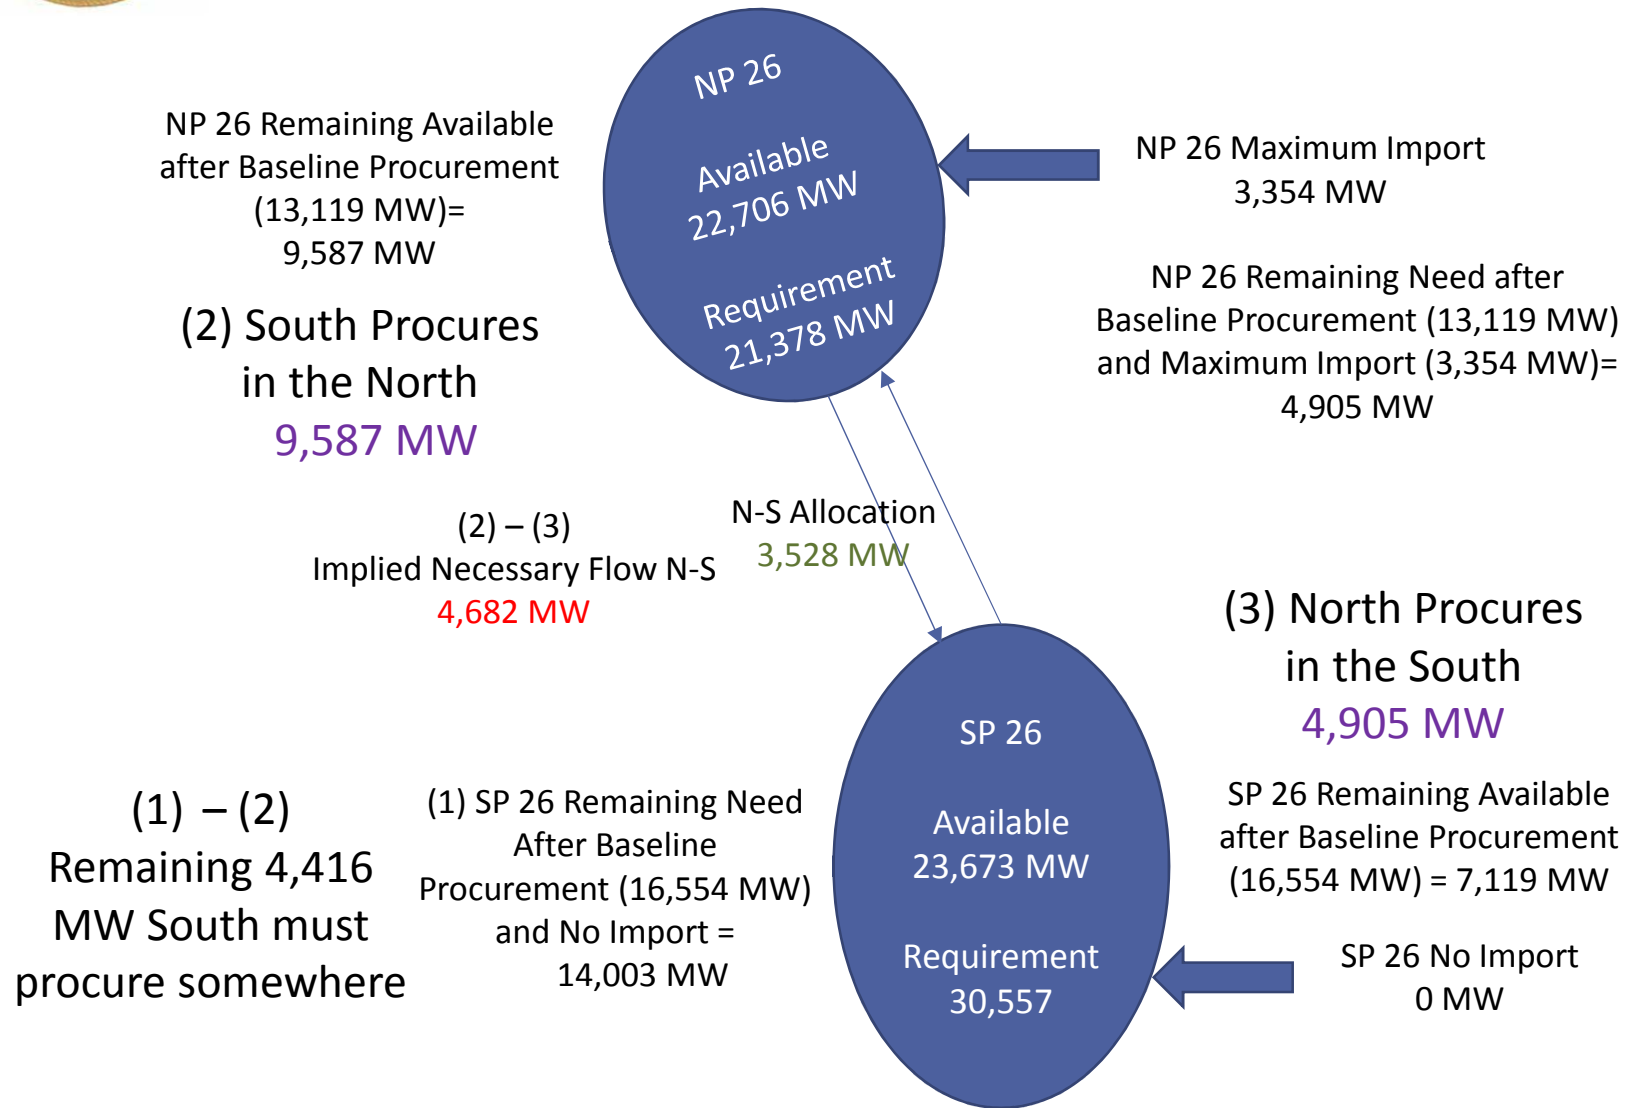 NP 26
Available
22,706 MW
Requirement
21,378 MW
NP 26 Remaining Available
after Baseline Procurement
(13,119 MW)=
9,587 MW
NP 26 Maximum Import
3,354 MW
NP 26 Remaining Need after
Baseline Procurement (13,119 MW)
and Maximum Import (3,354 MW)=
4,905 MW
(2) South Procures
in the North
9,587 MW
(2) – (3)
Implied Necessary Flow N-S
4,682 MW
N-S Allocation
3,528 MW
(3) North Procures
in the South
4,905 MW
SP 26
Available
23,673 MW
Requirement
30,557
(1) – (2)
Remaining 4,416
MW South must
procure somewhere
(1) SP 26 Remaining Need
After Baseline
Procurement (16,554 MW)
and No Import =
14,003 MW
SP 26 Remaining Available
after Baseline Procurement
(16,554 MW) = 7,119 MW
SP 26 No Import
0 MW